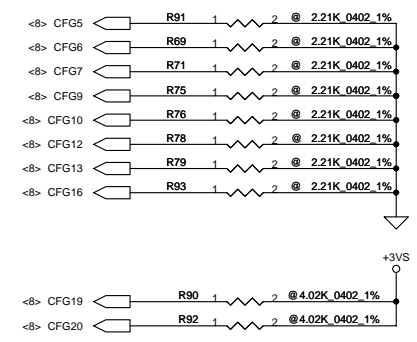 <8> CFG5 R91 1 2 @ 2.21K_0402_1%
<8> CFG6 R69 1 2 @ 2.21K_0402_1%
<8> CFG7 R71 1 2 @ 2.21K_0402_1%
<8> CFG9 R75 1 2 @ 2.21K_0402_1%
<8> CFG10 R76 1 2 @ 2.21K_0402_1%
<8> CFG12 R78 1 2 @ 2.21K_0402_1%
<8> CFG13 R79 1 2 @ 2.21K_0402_1%
<8> CFG16 R93 1 2 @ 2.21K_0402_1%
+3VS
<8> CFG19 R90 1 2 @4.02K_0402_1%
<8> CFG20 R92 1 2 @4.02K_0402_1%